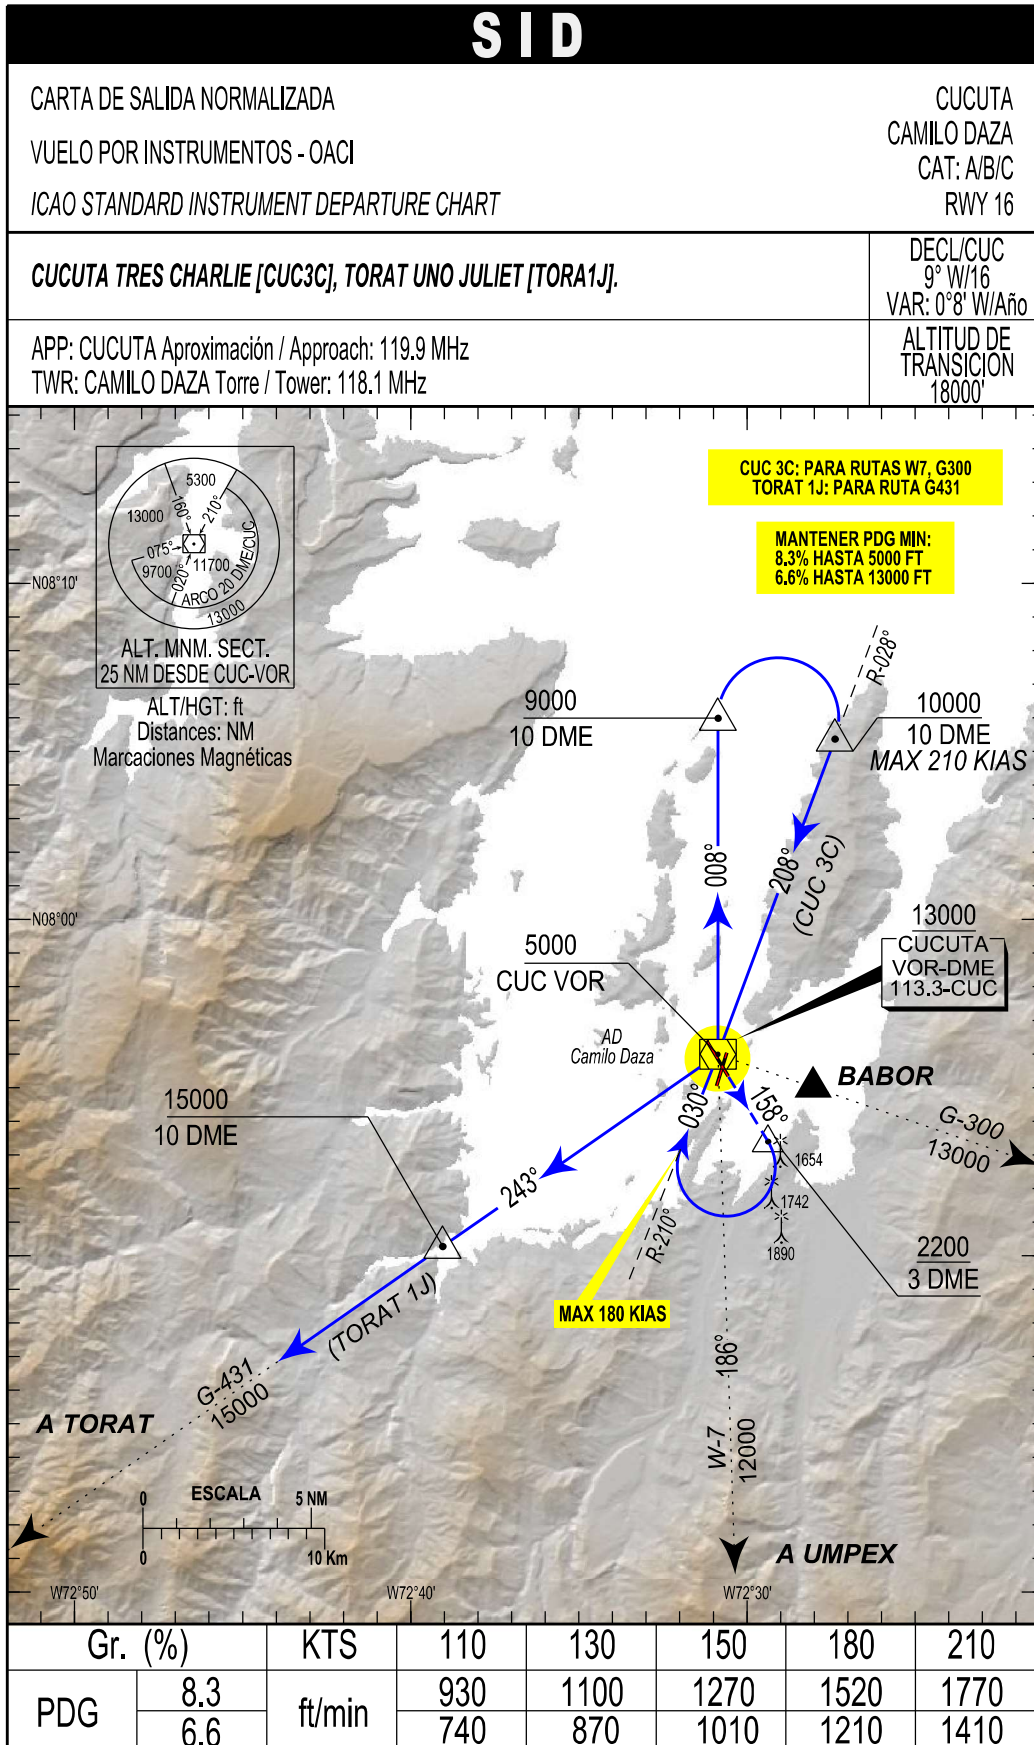 SID
CARTA DE SALIDA NORMALIZADA
VUELO POR INSTRUMENTOS - OACI
ICAO STANDARD INSTRUMENT DEPARTURE CHART
CUCUTA
CAMILO DAZA
CAT: A/B/C
RWY 16
CUCUTA TRES CHARLIE [CUC3C], TORAT UNO JULIET [TORA1J].
DECL/CUC
9° W/16
VAR: 0°8' W/Año
APP: CUCUTA Aproximación / Approach: 119.9 MHz
TWR: CAMILO DAZA Torre / Tower: 118.1 MHz
ALTITUD DE
TRANSICION
18000'
5300
13000
160°
210°
075°
9700
020°
11700
ARCO 20 DME/CUC
13000
ALT. MNM. SECT.
25 NM DESDE CUC-VOR
ALT/HGT: ft
Distances: NM
Marcaciones Magnéticas
CUC 3C: PARA RUTAS W7, G300
TORAT 1J: PARA RUTA G431
MANTENER PDG MIN:
8.3% HASTA 5000 FT
6.6% HASTA 13000 FT
N08°10'
R-028°
9000
10 DME
10000
10 DME
MAX 210 KIAS
008°
208°
(CUC 3C)
N08°00'
5000
CUC VOR
13000
CUCUTA
VOR-DME
113.3-CUC
AD
Camilo Daza
BABOR
15000
10 DME
030°
158°
G-300
13000
1654
1742
1890
243°
R-210°
2200
3 DME
MAX 180 KIAS
(TORAT 1J)
G-431
15000
186°
A TORAT
W-7
12000
ESCALA
0
5 NM
0
10 Km
A UMPEX
W72°50'
W72°40'
W72°30'
Gr. (%) KTS 110 130 150 180 210
PDG 8.3 ft/min 930 1100 1270 1520 1770
6.6 740 870 1010 1210 1410